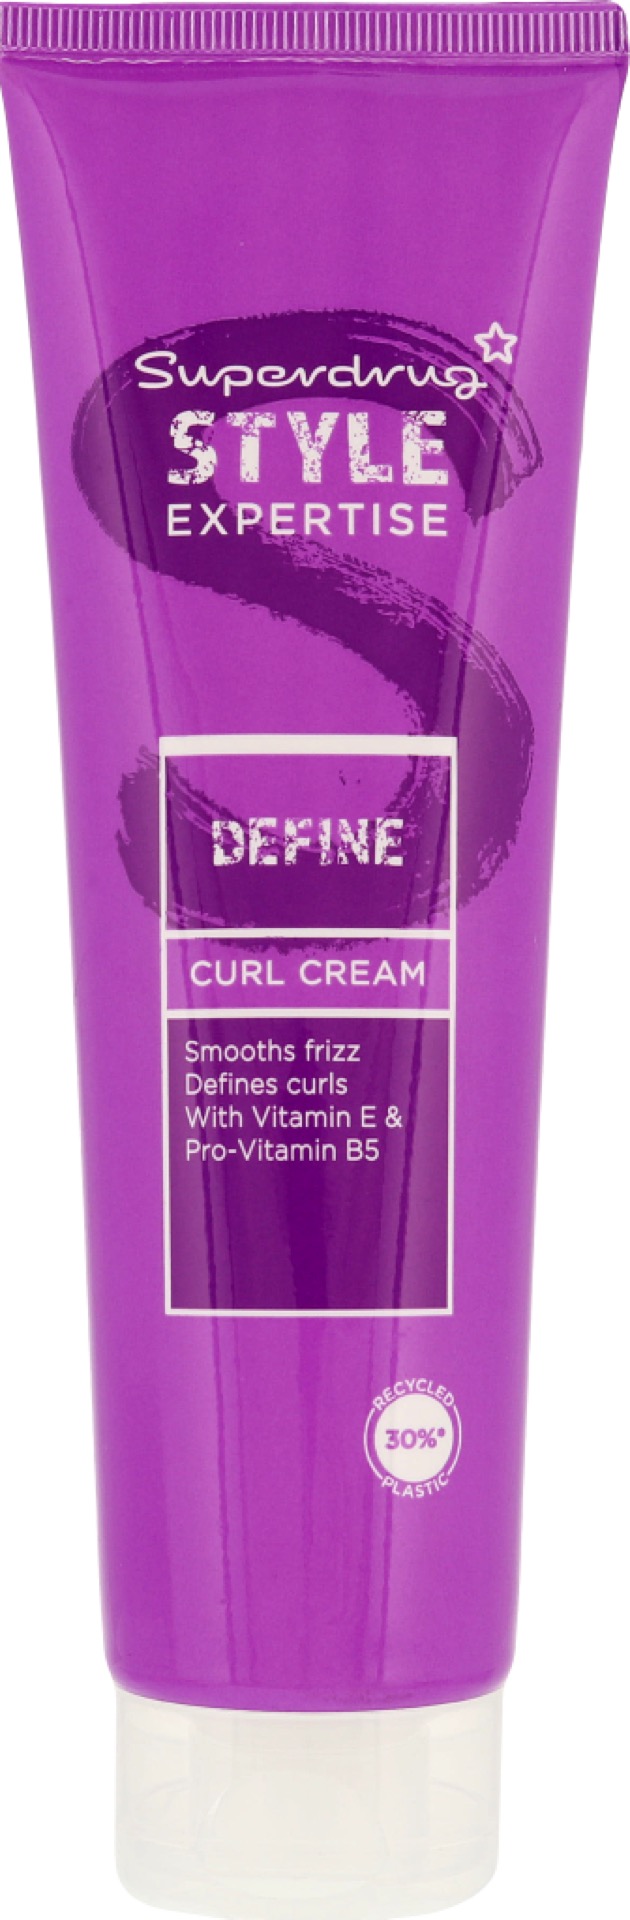 Superdrug
STYLE
EXPERTISE
DEFINE
CURL CREAM
Smooths frizz
Defines curls
With Vitamin E &
Pro-Vitamin B5
RECYCLED
30%*
PLASTIC